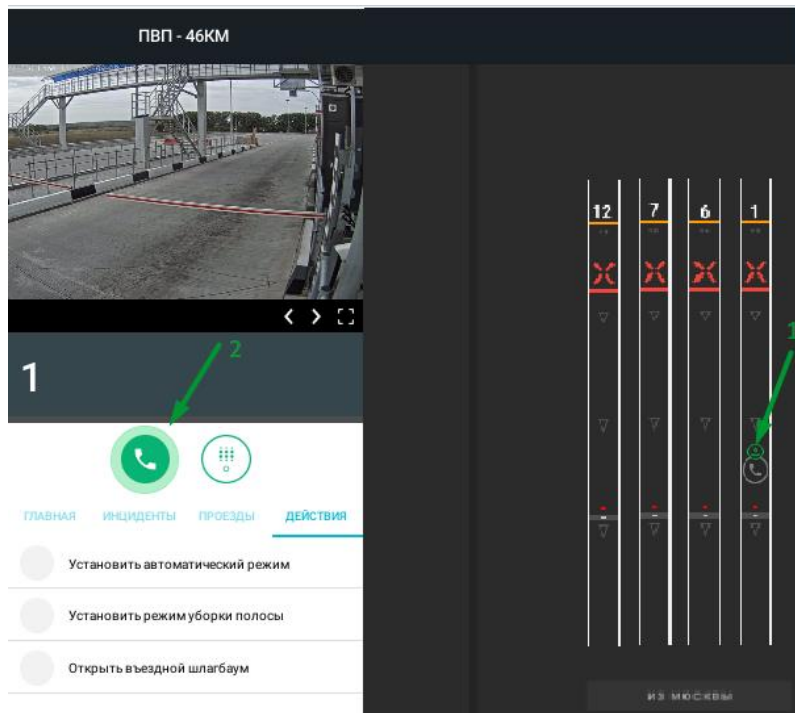 ПВП - 46КМ
2
1
ГЛАВНАЯ ИНЦИДЕНТЫ ПРОЕЗДЫ ДЕЙСТВИЯ
Установить автоматический режим
Установить режим уборки полосы
Открыть въездной шлагбаум
12 7 6 1
1
ИЗ МОСКВЫ